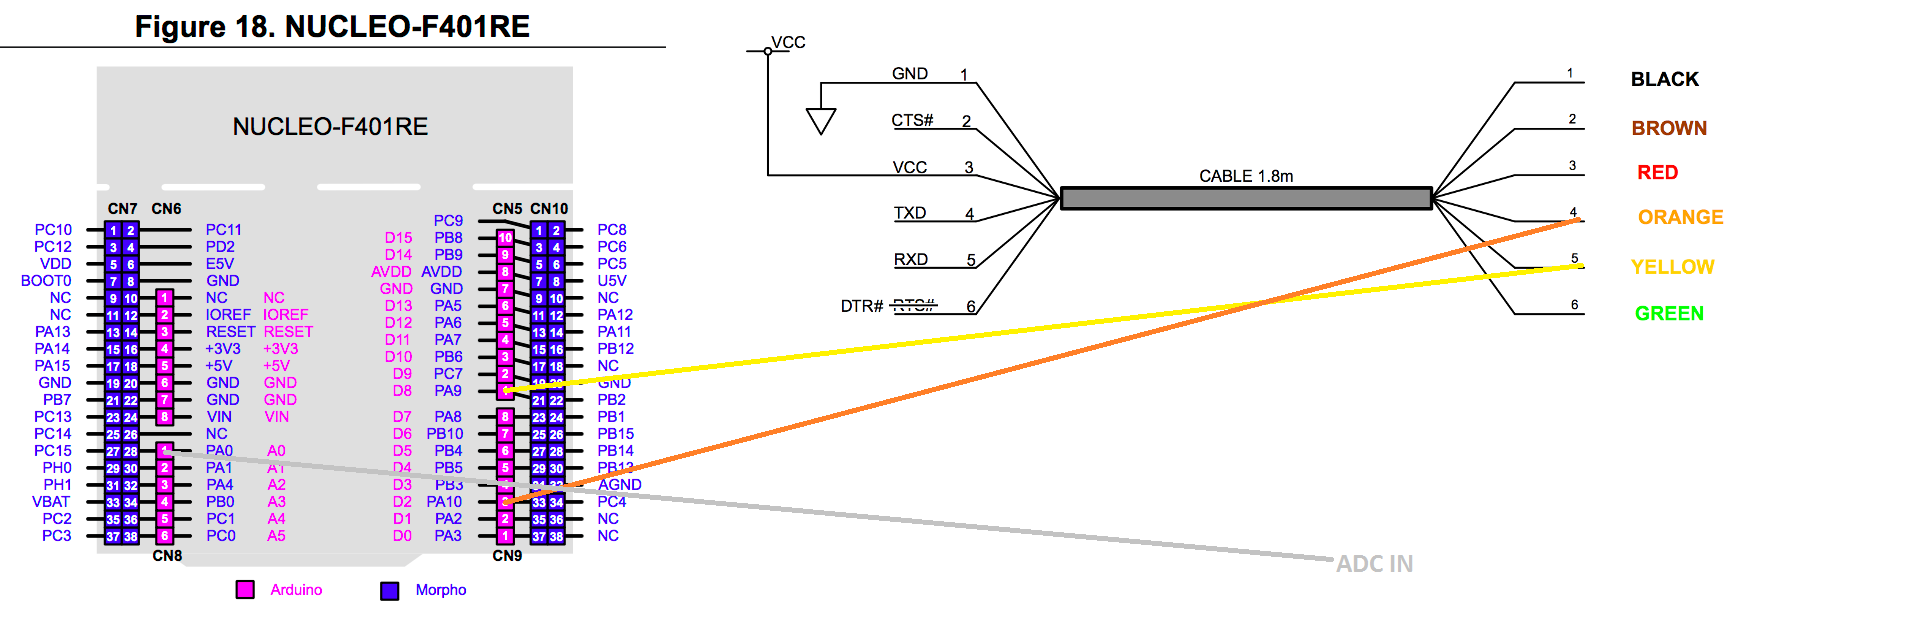 Figure 18. NUCLEO-F401RE
NUCLEO-F401RE
CN7 CN6 CN5 CN10
PC9
PC10 1 2 PC11 1 2 PC8
PC12 3 4 PD2 D15 PB8 10 3 4 PC6
VDD 5 6 E5V D14 PB9 9 5 6 PC5
BOOT0 7 8 GND AVDD AVDD 8 7 8 U5V
NC 9 10 1 NC NC GND GND 7 9 10 NC
NC 11 12 2 IOREF IOREF D13 PA5 6 11 12 PA12
PA13 13 14 3 RESET RESET D12 PA6 5 13 14 PA11
PA14 15 16 4 +3V3 +3V3 D11 PA7 4 15 16 PB12
PA15 17 18 5 +5V +5V D10 PB6 3 17 18 NC
GND 19 20 6 GND GND D9 PC7 2 19 20 GND
PB7 21 22 7 GND GND D8 PA9 1 21 22 PB2
PC13 23 24 8 VIN VIN D7 PA8 8 23 24 PB1
PC14 25 26 NC D6 PB10 7 25 26 PB15
PC15 27 28 1 PA0 A0 D5 PB4 6 27 28 PB14
PH0 29 30 2 PA1 A1 D4 PB5 5 29 30 PB13
PH1 31 32 3 PA4 A2 D3 PB3 4 31 32 AGND
VBAT 33 34 4 PB0 A3 D2 PA10 3 33 34 PC4
PC2 35 36 5 PC1 A4 D1 PA2 2 35 36 NC
PC3 37 38 6 PC0 A5 D0 PA3 1 37 38 NC
CN8 CN9
Arduino Morpho
VCC
GND 1
CTS# 2
VCC 3
TXD 4
RXD 5
DTR# RTS# 6
CABLE 1.8m
1 BLACK
2 BROWN
3 RED
4 ORANGE
5 YELLOW
6 GREEN
ADC IN